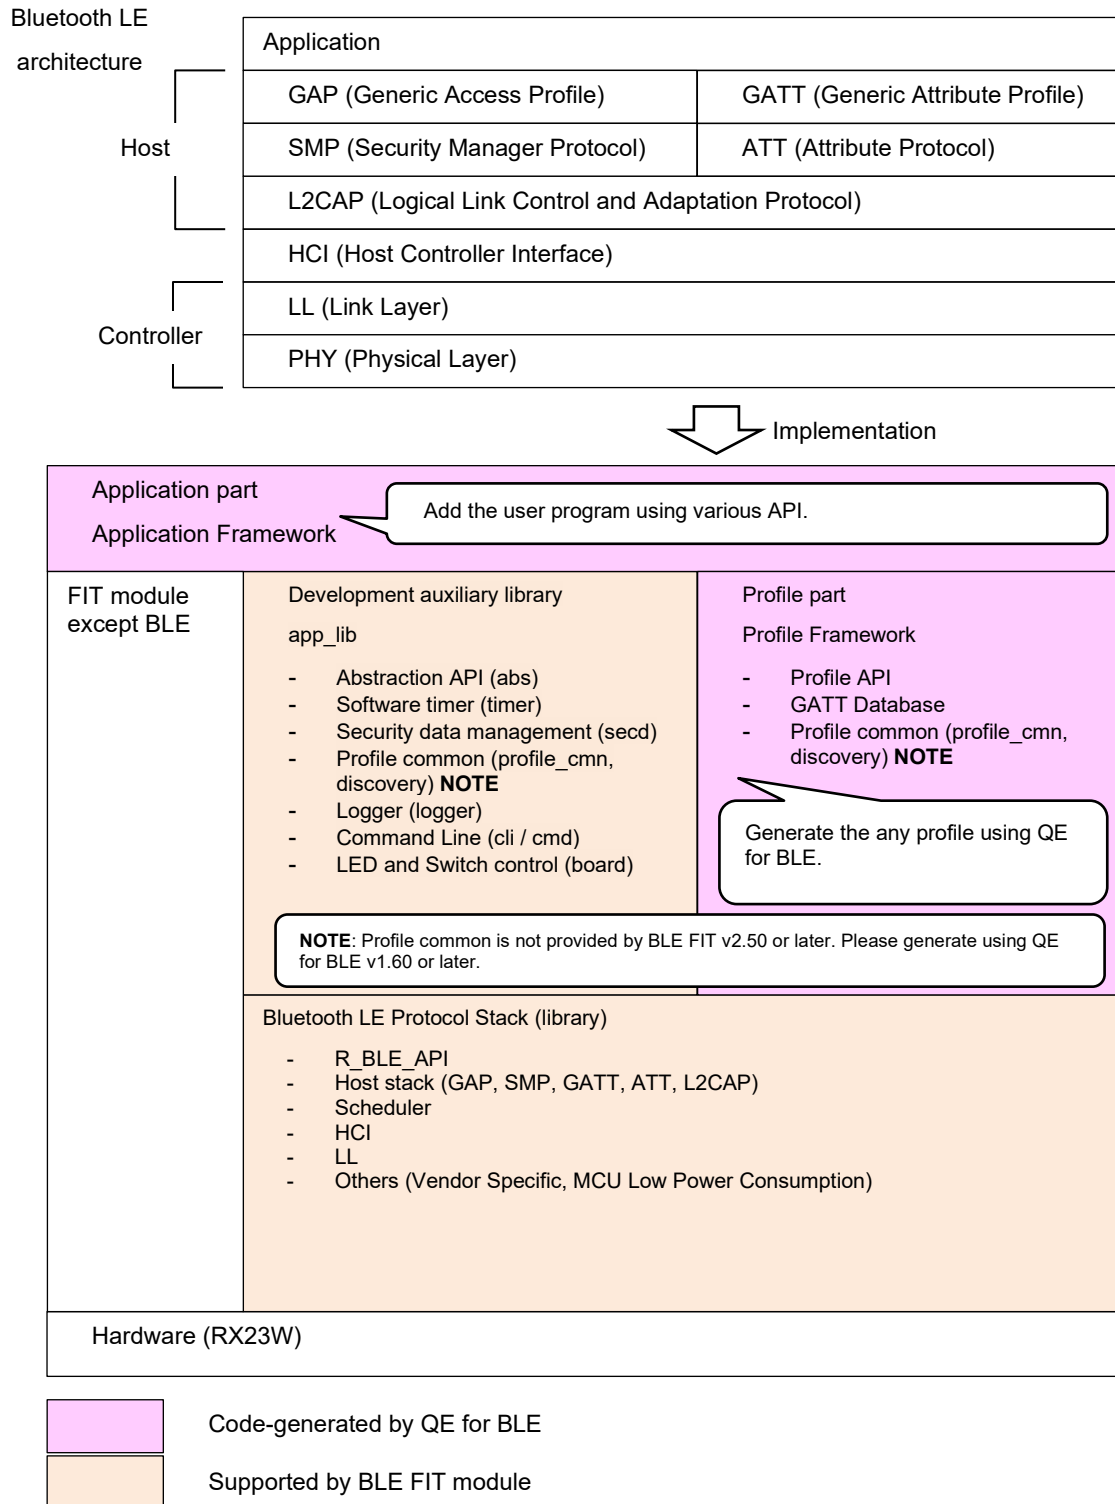 Bluetooth LE
architecture
Application
GAP (Generic Access Profile)
GATT (Generic Attribute Profile)
Host
SMP (Security Manager Protocol)
ATT (Attribute Protocol)
L2CAP (Logical Link Control and Adaptation Protocol)
HCI (Host Controller Interface)
LL (Link Layer)
Controller
PHY (Physical Layer)
Implementation
Application part
Application Framework
Add the user program using various API.
FIT module
except BLE
Development auxiliary library
app_lib
- Abstraction API (abs)
- Software timer (timer)
- Security data management (secd)
- Profile common (profile_cmn,
discovery) NOTE
- Logger (logger)
- Command Line (cli / cmd)
- LED and Switch control (board)
Profile part
Profile Framework
- Profile API
- GATT Database
- Profile common (profile_cmn,
discovery) NOTE
Generate the any profile using QE
for BLE.
NOTE: Profile common is not provided by BLE FIT v2.50 or later. Please generate using QE
for BLE v1.60 or later.
Bluetooth LE Protocol Stack (library)
- R_BLE_API
- Host stack (GAP, SMP, GATT, ATT, L2CAP)
- Scheduler
- HCI
- LL
- Others (Vendor Specific, MCU Low Power Consumption)
Hardware (RX23W)
Code-generated by QE for BLE
Supported by BLE FIT module